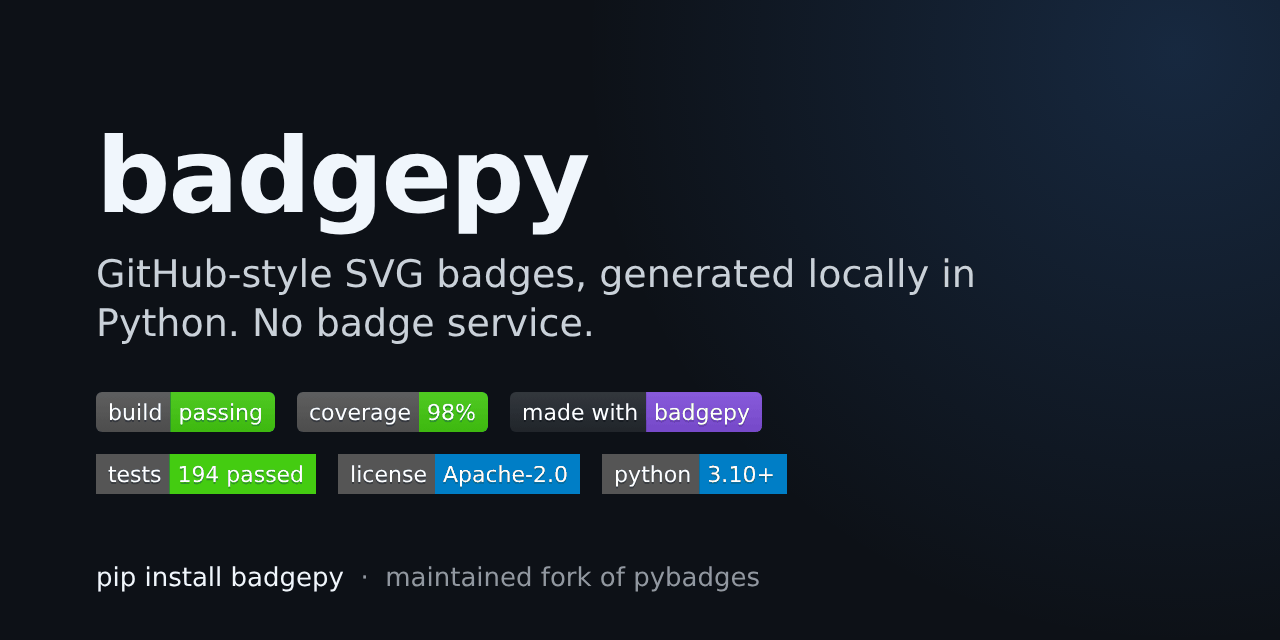 badgepy
GitHub-style SVG badges, generated locally in
Python. No badge service.
build passing coverage 98% made with badgepy
tests 194 passed license Apache-2.0 python 3.10+
pip install badgepy · maintained fork of pybadges